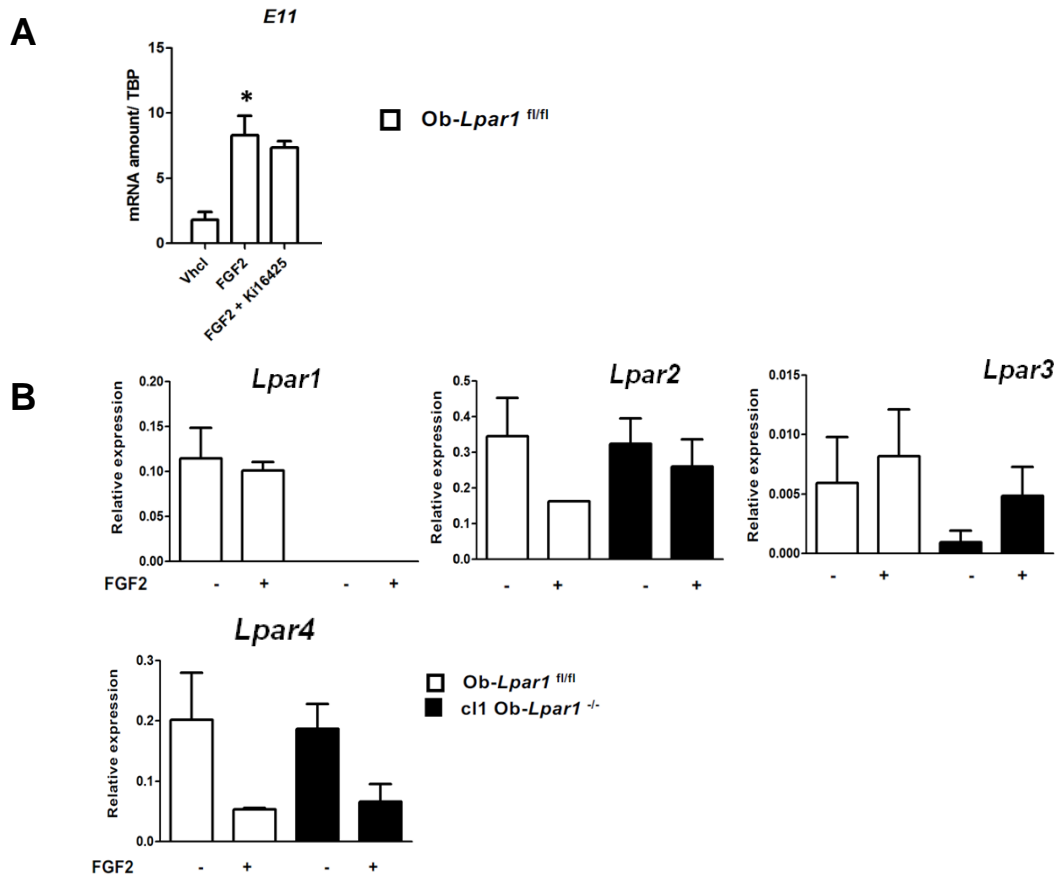 A
E11
mRNA amount/ TBP
15
10
5
0
*
Vhcl
FGF2
FGF2 + Ki16425
Ob-Lpar1 fl/fl
B
Lpar1
Relative expression
0.20
0.15
0.10
0.05
0.00
FGF2 - + - +
Lpar2
Relative expression
0.5
0.4
0.3
0.2
0.1
0.0
- + - +
Lpar3
Relative expression
0.015
0.010
0.005
0.000
- + - +
Lpar4
Relative expression
0.3
0.2
0.1
0.0
FGF2 - + - +
Ob-Lpar1 fl/fl
cl1 Ob-Lpar1 -/-